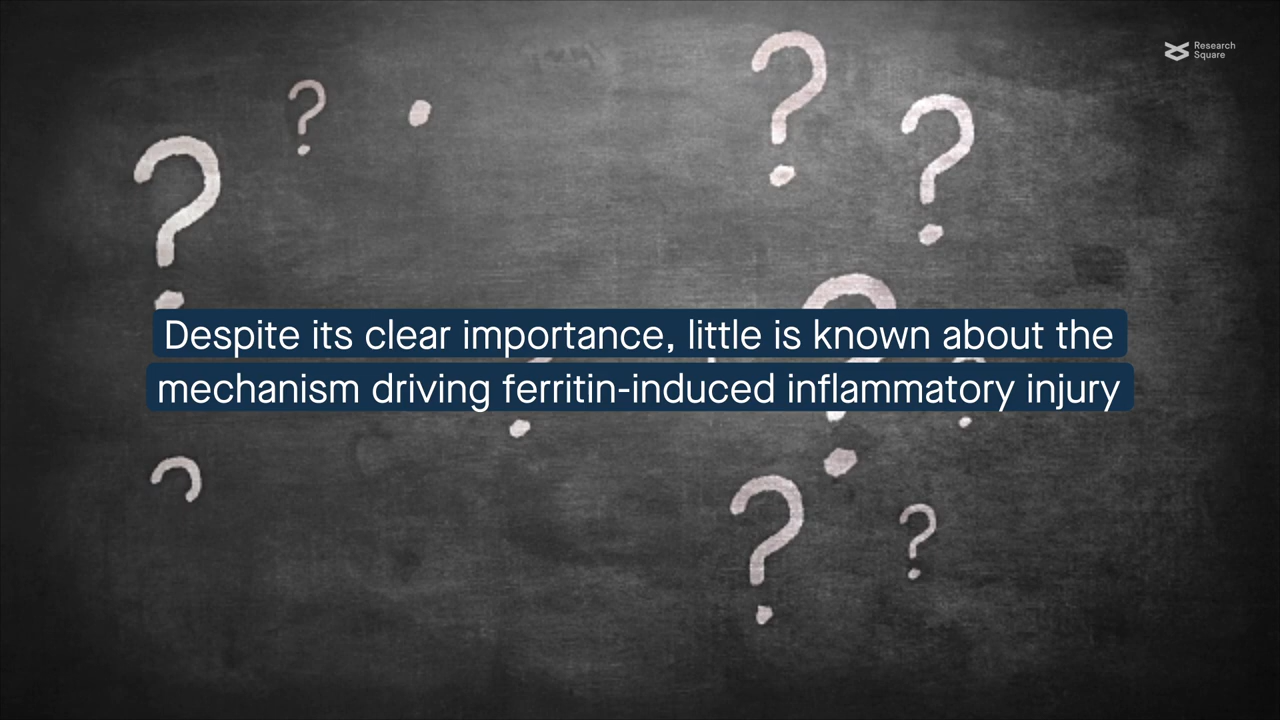 Research
Square
Despite its clear importance, little is known about the
mechanism driving ferritin-induced inflammatory injury